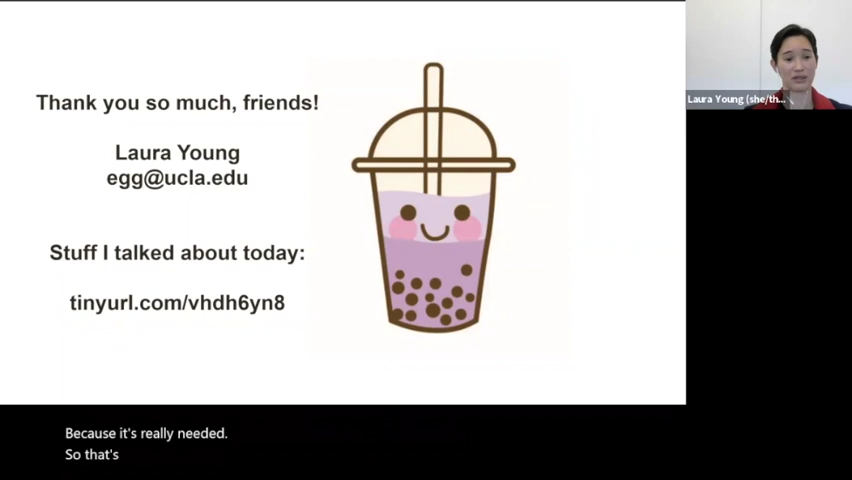 Thank you so much, friends!
Laura Young
egg@ucla.edu
Stuff I talked about today:
tinyurl.com/vhdh6yn8
Laura Young (she/th...
Because it's really needed.
So that's